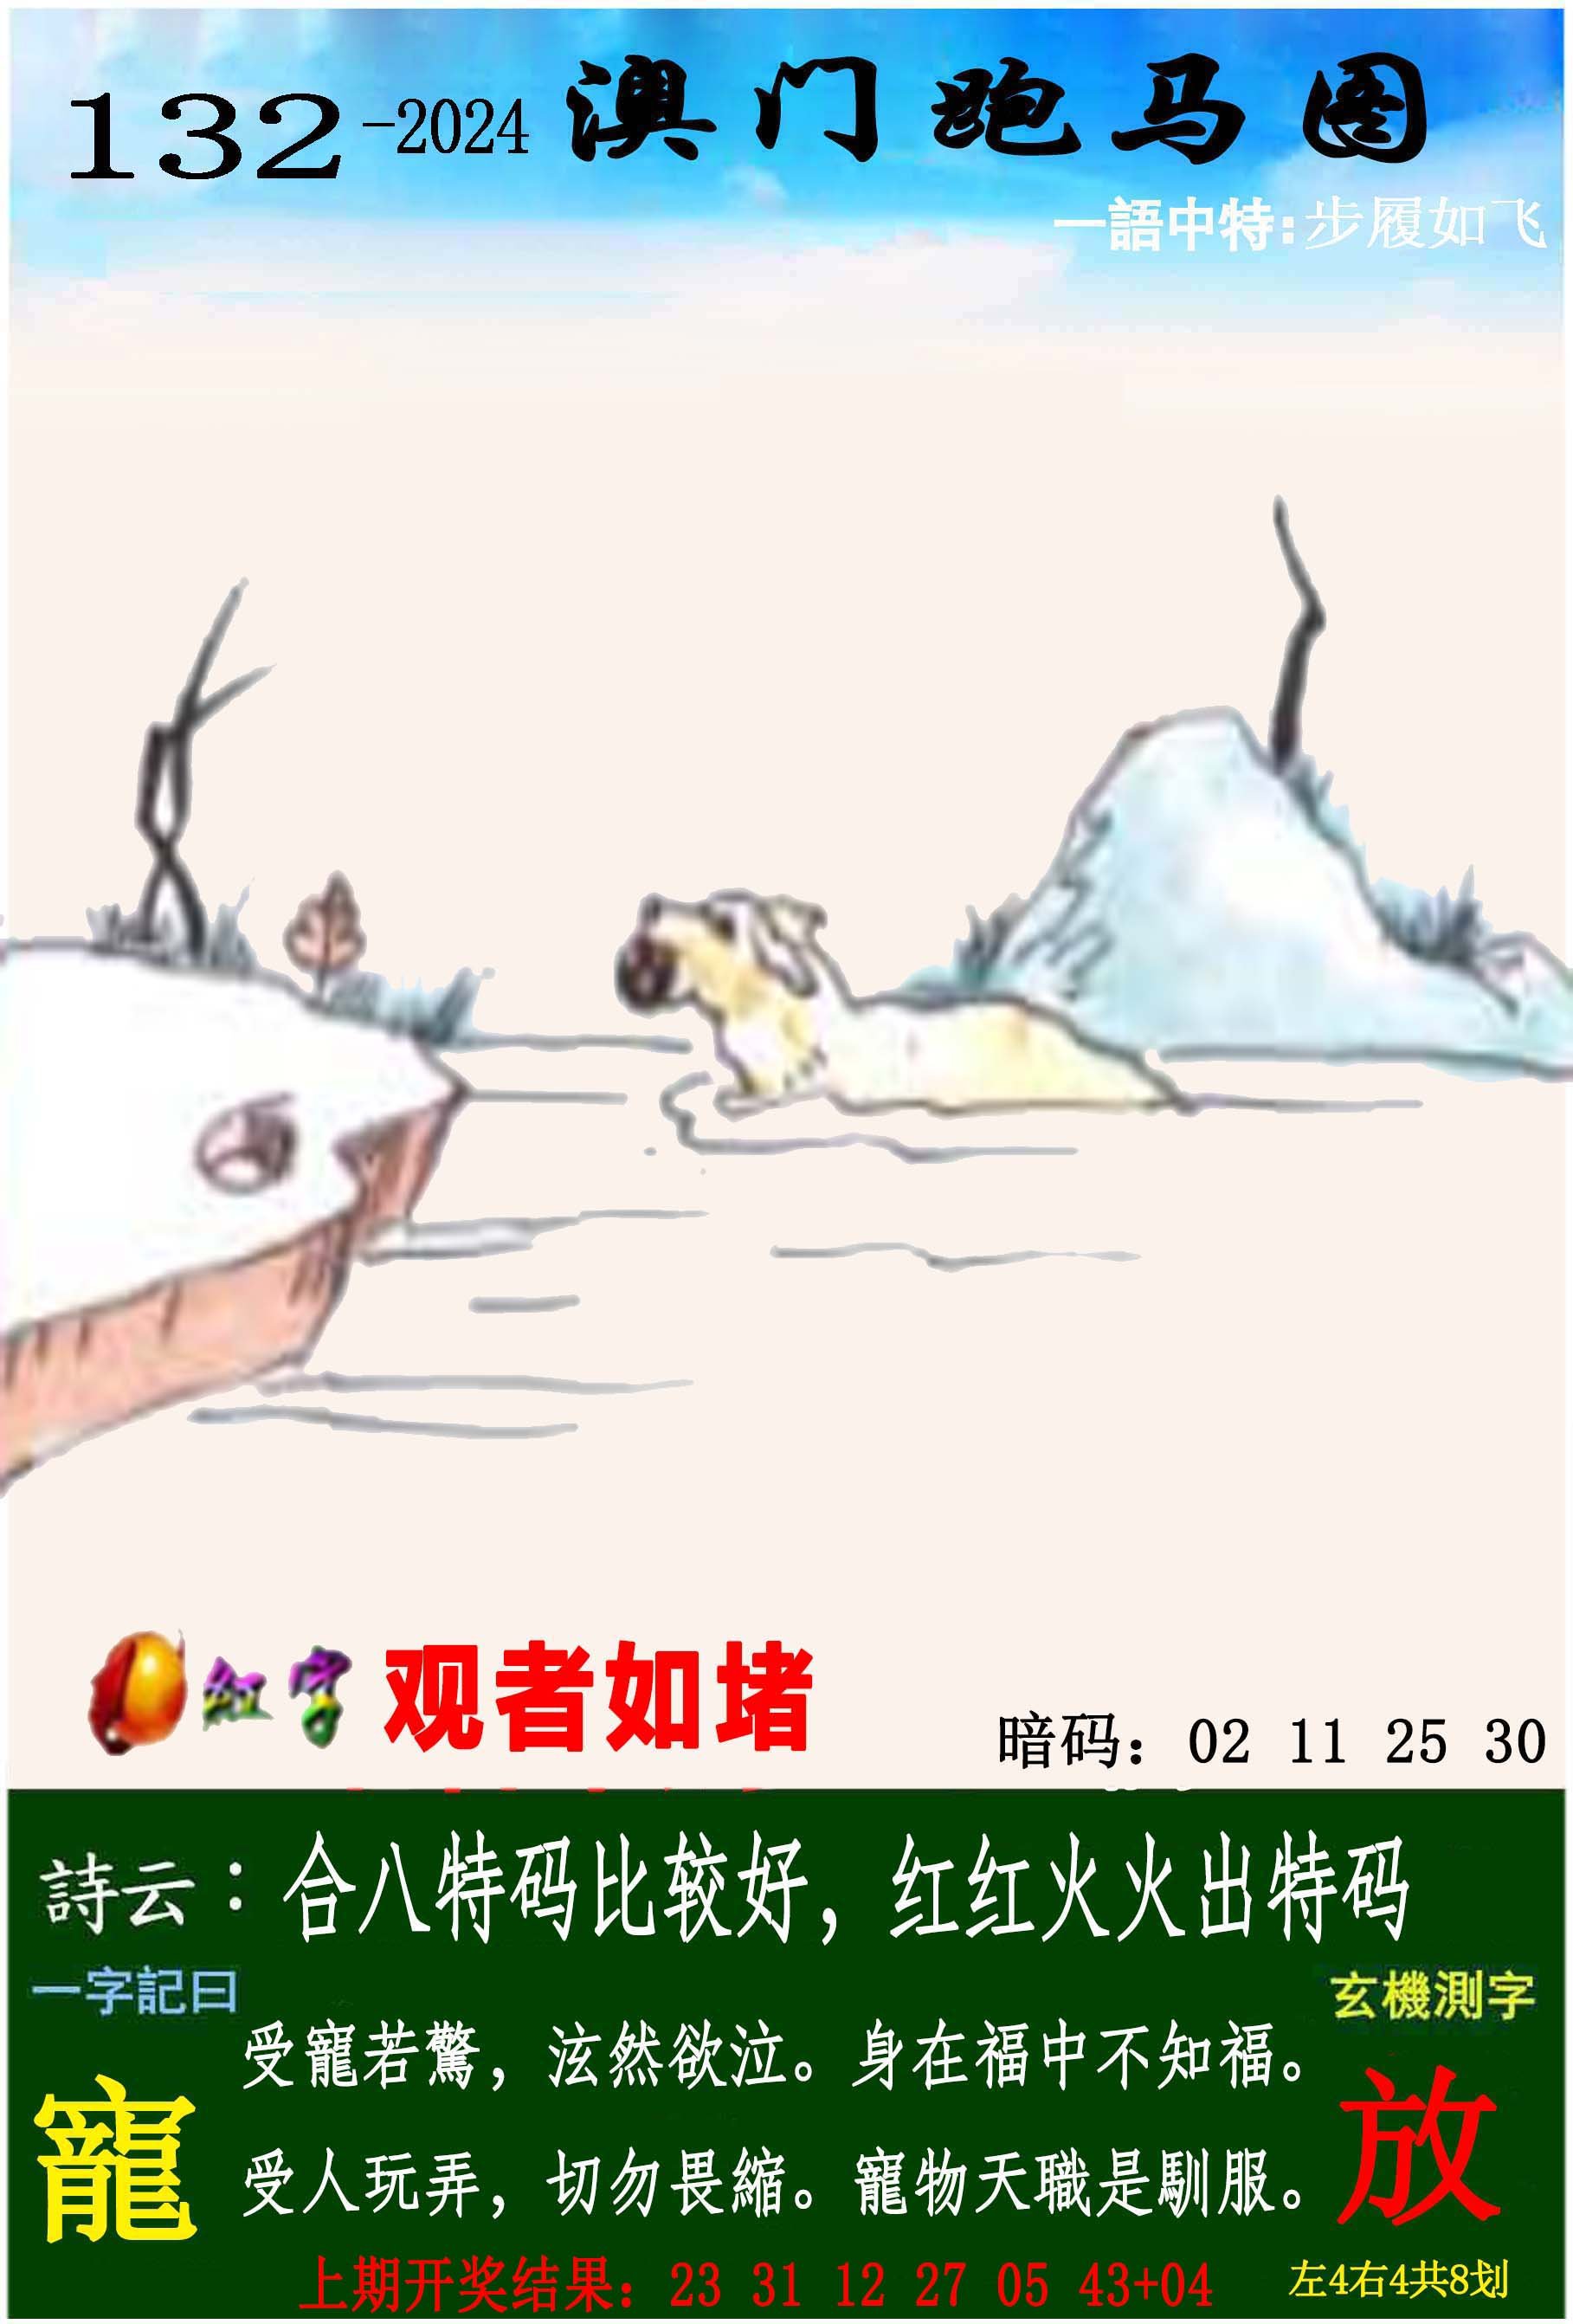 132-2024 澳门跑马图
一語中特:步履如飞
红字 观者如堵
暗码：02 11 25 30
詩云：合八特码比较好，红红火火出特码
一字記曰
玄機測字
受寵若驚，泫然欲泣。身在福中不知福。
寵
放
受人玩弄，切勿畏縮。寵物天職是馴服。
上期开奖结果：23 31 12 27 05 43+04
左4右4共8划